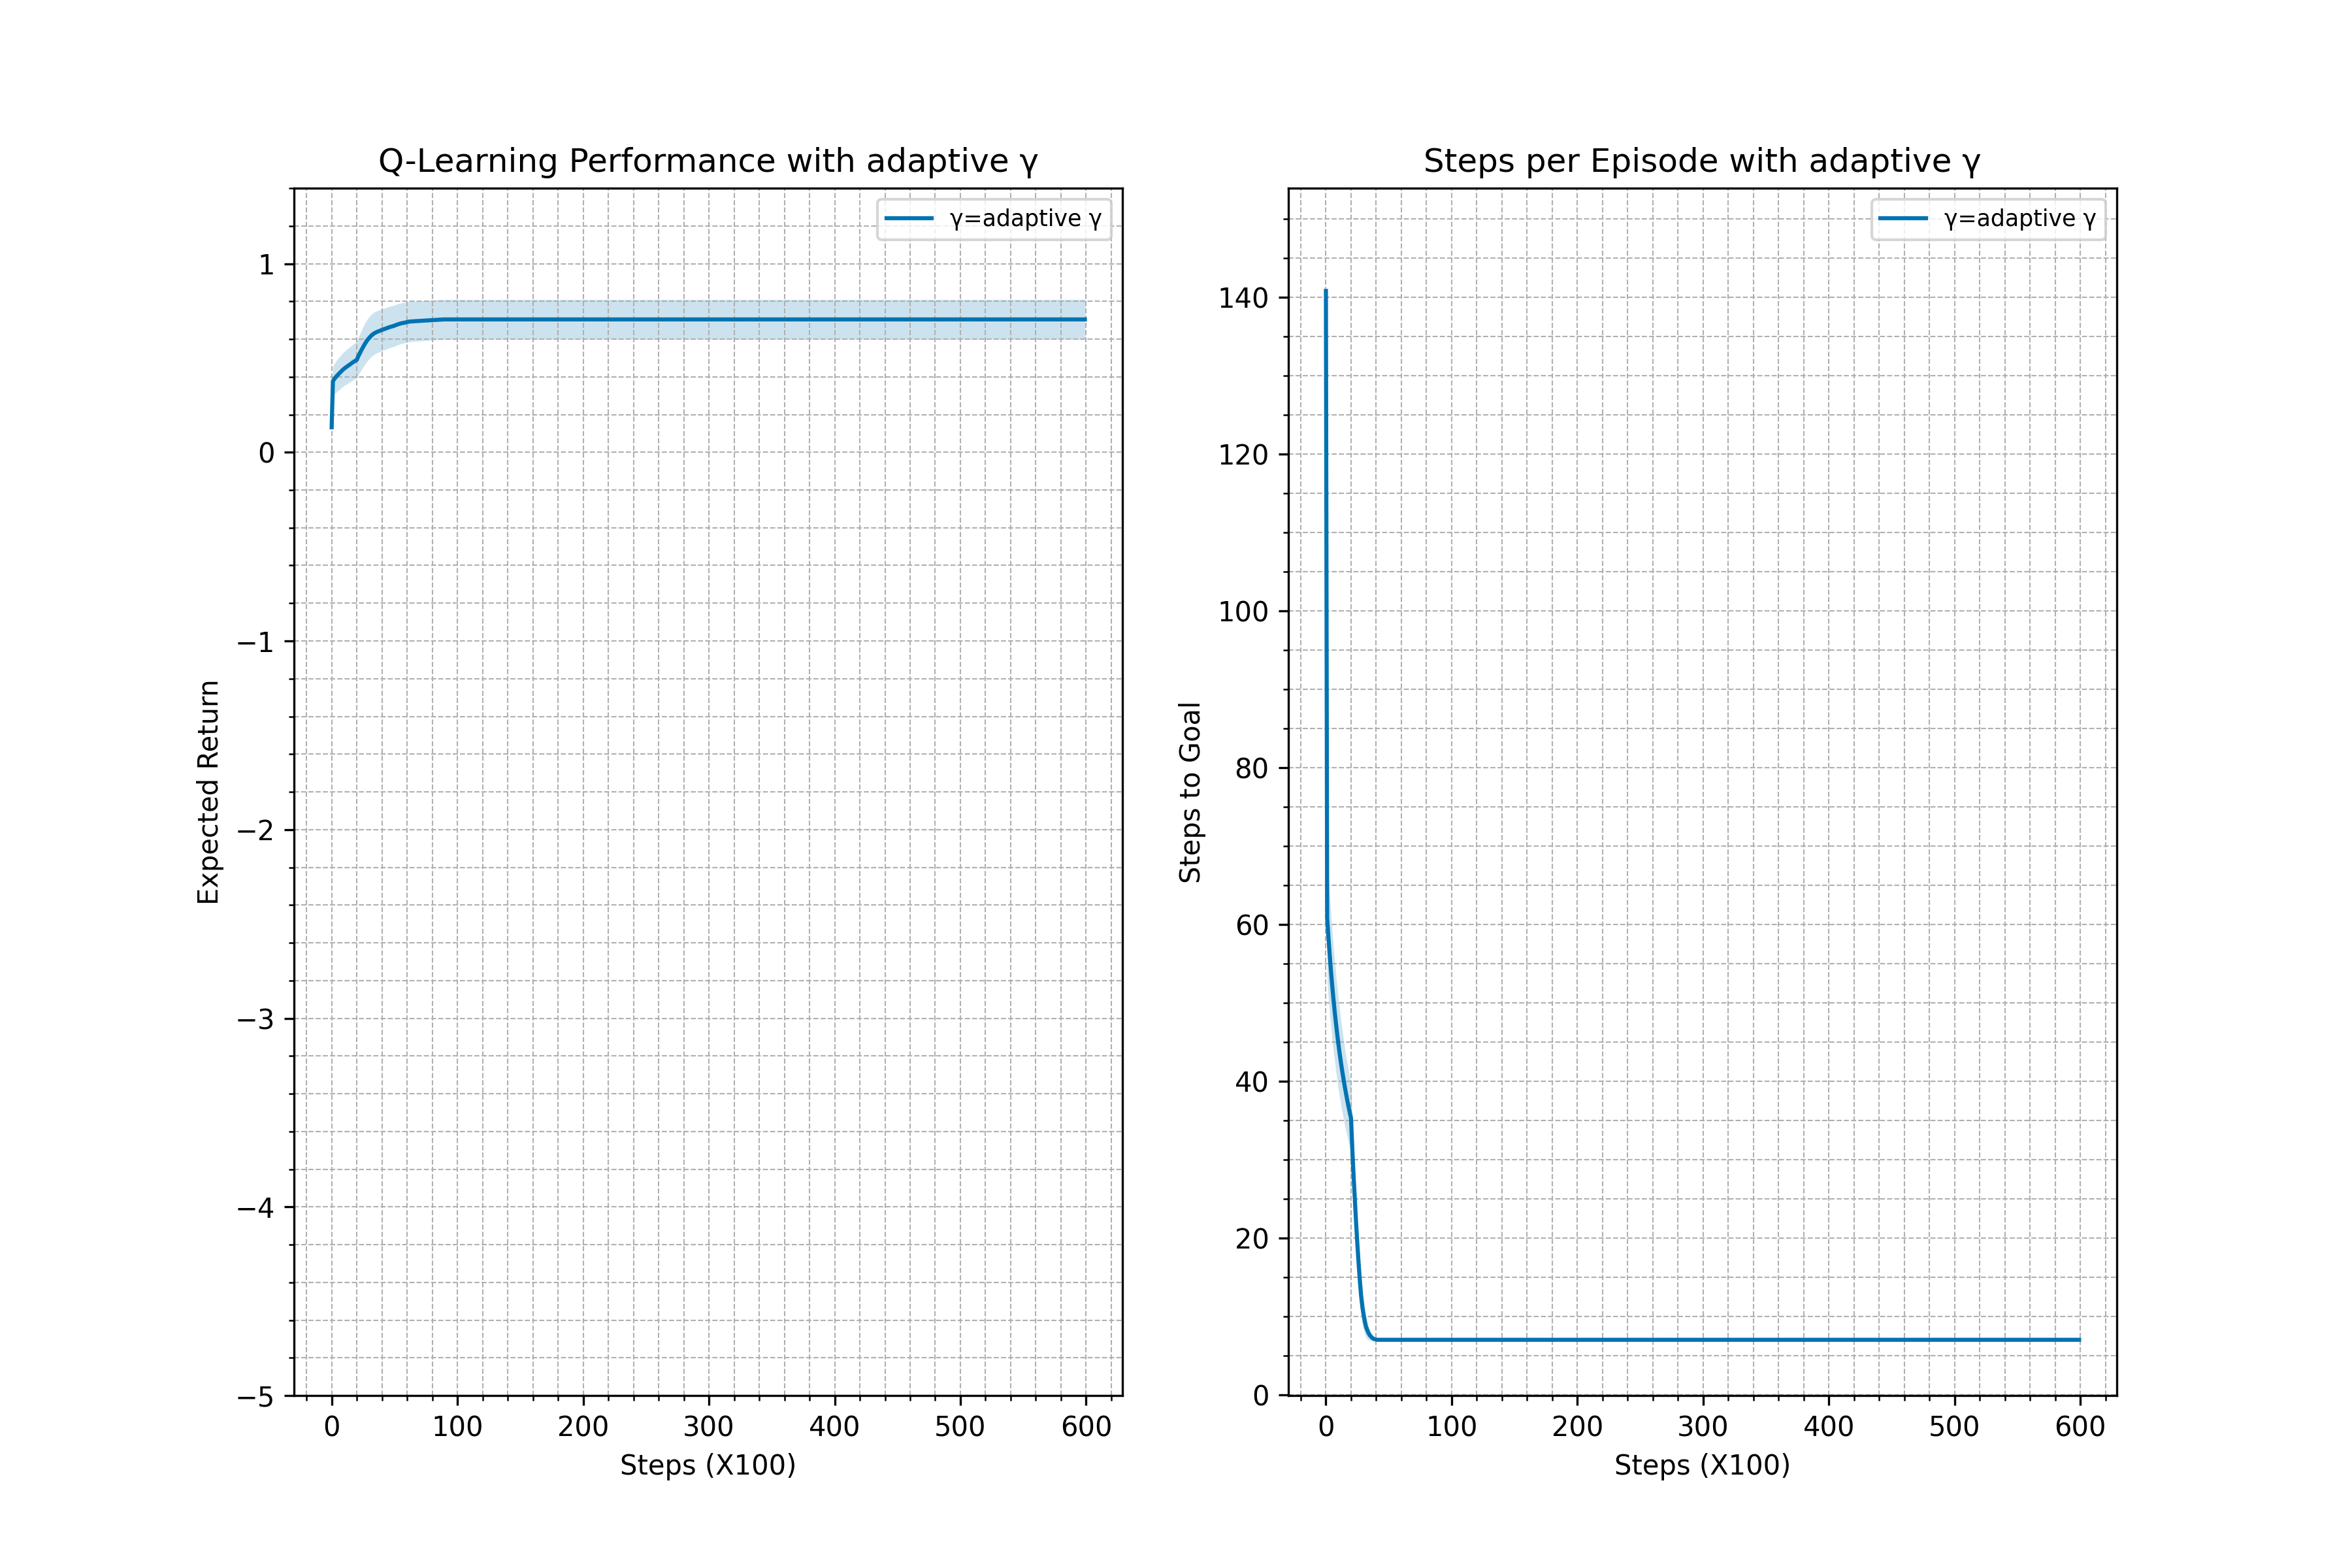 Q-Learning Performance with adaptive γ
γ=adaptive γ
1
0
−1
−2
−3
−4
−5
Expected Return
0 100 200 300 400 500 600
Steps (X100)
Steps per Episode with adaptive γ
γ=adaptive γ
140
120
100
80
60
40
20
0
Steps to Goal
0 100 200 300 400 500 600
Steps (X100)